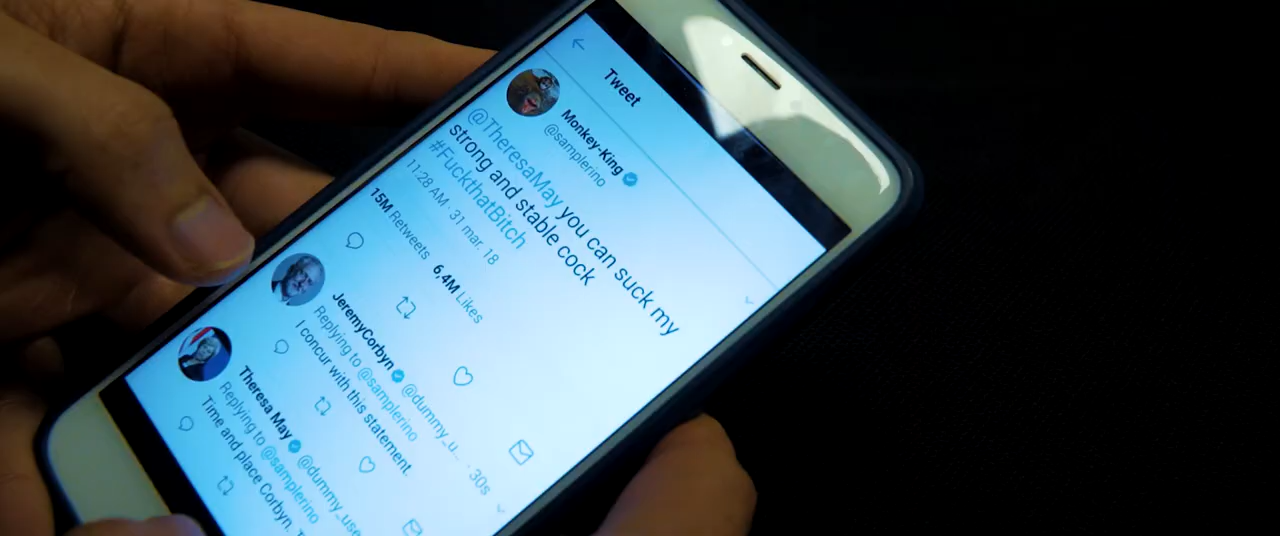 Tweet
Monkey-King
@samplerino
@TheresaMay you can suck my
strong and stable cock
#FuckthatBitch
11:28 AM · 31 mar. 18
15M Retweets 6,4M Likes
JeremyCorbyn @dummy_u... · 30s
Replying to @samplerino
I concur with this statement.
Theresa May @dummy_use
Replying to @samplerino
Time and place Corbyn.